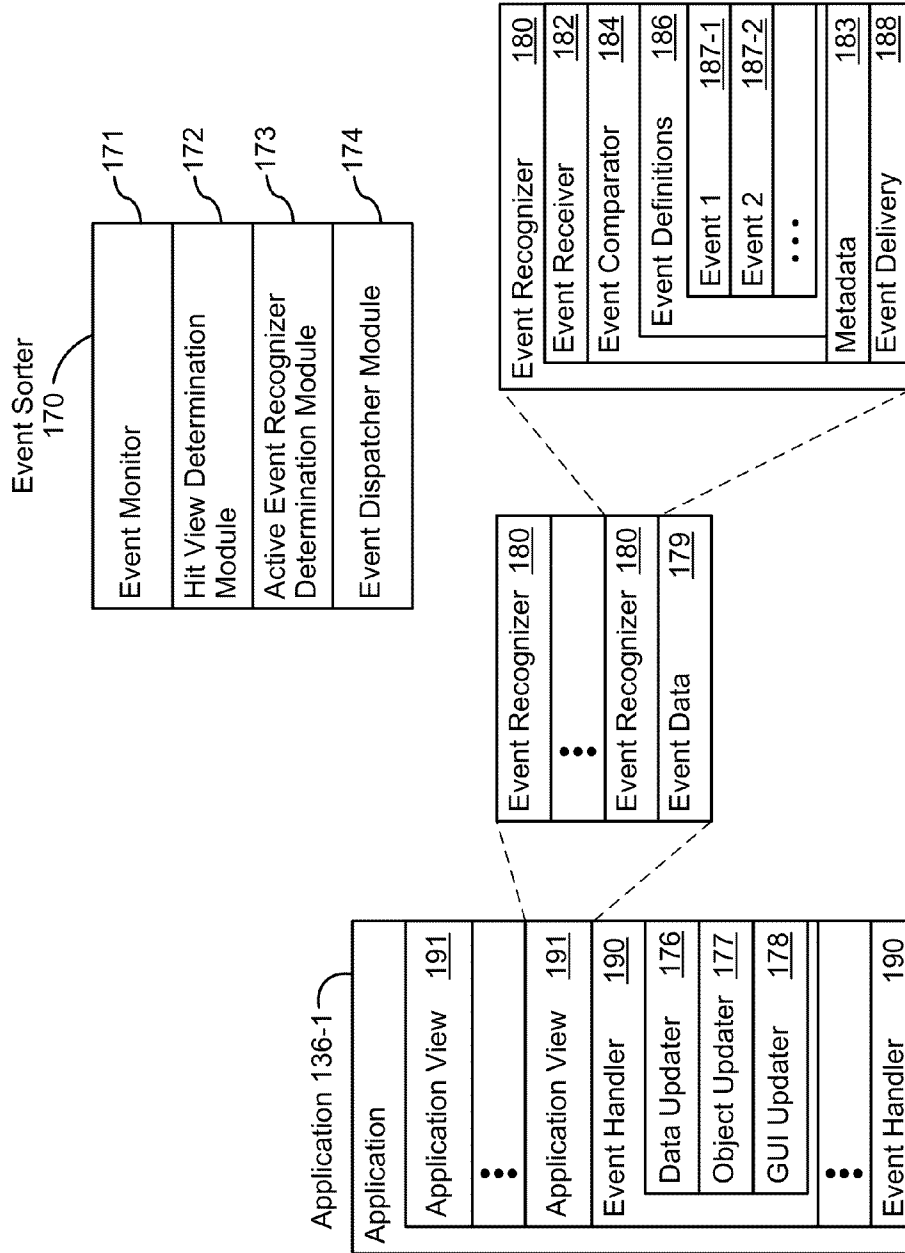 Event Sorter
170
Event Monitor
171
Hit View Determination
Module
172
Active Event Recognizer
Determination Module
173
Event Dispatcher Module
174
Application 136-1
Application
Application View 191
•••
Application View 191
Event Handler 190
Data Updater 176
Object Updater 177
GUI Updater 178
•••
Event Handler 190
Event Recognizer 180
•••
Event Recognizer 180
Event Data 179
Event Recognizer 180
Event Receiver 182
Event Comparator 184
Event Definitions 186
Event 1 187-1
Event 2 187-2
•••
Metadata 183
Event Delivery 188